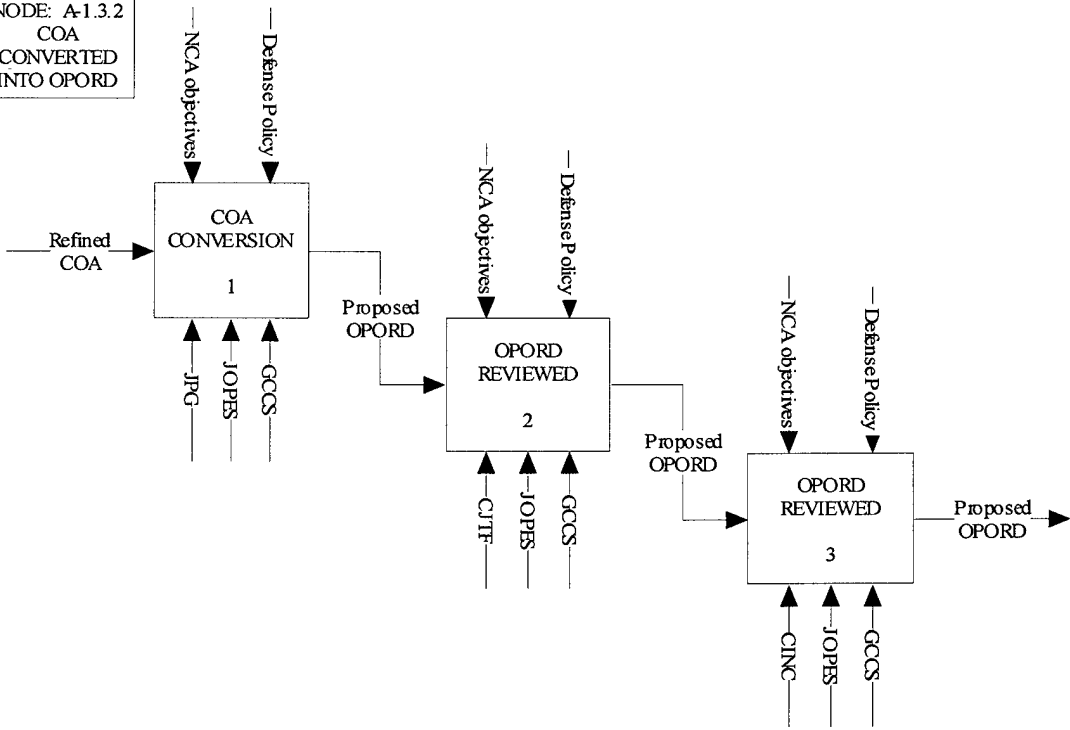 NODE: A-1.3.2
COA
CONVERTED
INTO OPORD
NCA objectives
Defense Policy
Refined
COA
COA
CONVERSION
1
JPG
JOPES
GCCS
Proposed
OPORD
NCA objectives
Defense Policy
OPORD
REVIEWED
2
CJTF
JOPES
GCCS
Proposed
OPORD
NCA objectives
Defense Policy
OPORD
REVIEWED
3
CINC
JOPES
GCCS
Proposed
OPORD